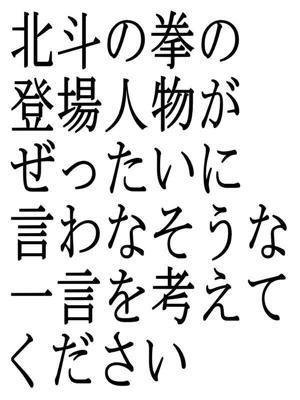 北斗の拳の
登場人物が
ぜったいに
言わなそうな
一言を考えて
ください